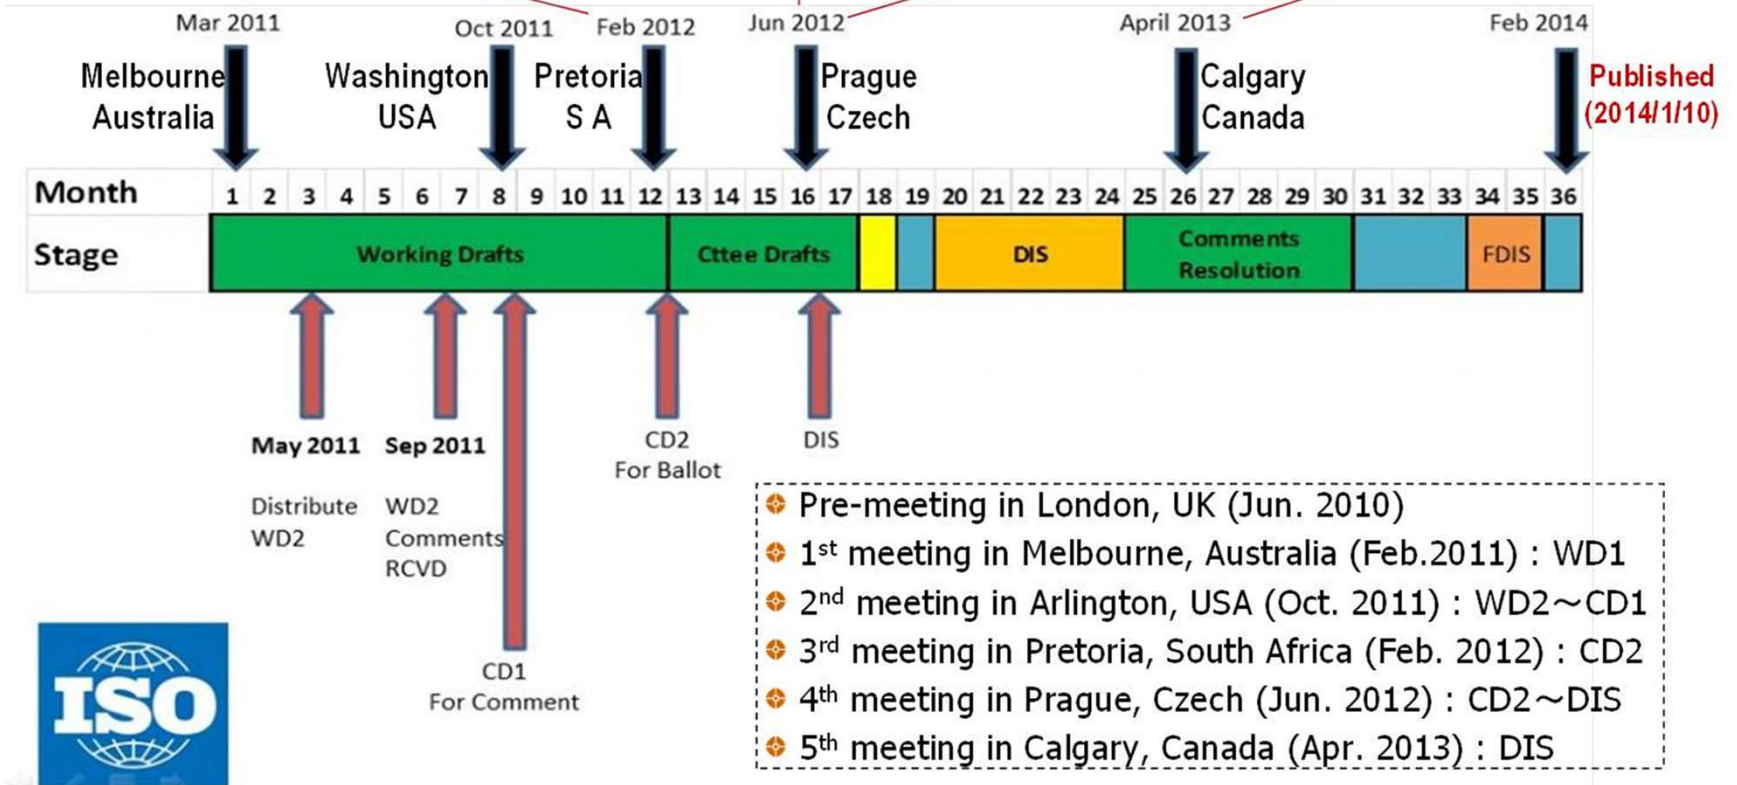 Mar 2011
Oct 2011
Feb 2012
Jun 2012
April 2013
Feb 2014
Melbourne
Australia
Washington
USA
Pretoria
S A
Prague
Czech
Calgary
Canada
Published
(2014/1/10)
Month 1 2 3 4 5 6 7 8 9 10 11 12 13 14 15 16 17 18 19 20 21 22 23 24 25 26 27 28 29 30 31 32 33 34 35 36
Stage
Working Drafts
Cttee Drafts
DIS
Comments
Resolution
FDIS
May 2011
Distribute
WD2
Sep 2011
WD2
Comments
RCVD
CD1
For Comment
CD2
For Ballot
DIS
Pre-meeting in London, UK (Jun. 2010)
1st meeting in Melbourne, Australia (Feb.2011) : WD1
2nd meeting in Arlington, USA (Oct. 2011) : WD2~CD1
3rd meeting in Pretoria, South Africa (Feb. 2012) : CD2
4th meeting in Prague, Czech (Jun. 2012) : CD2~DIS
5th meeting in Calgary, Canada (Apr. 2013) : DIS
ISO